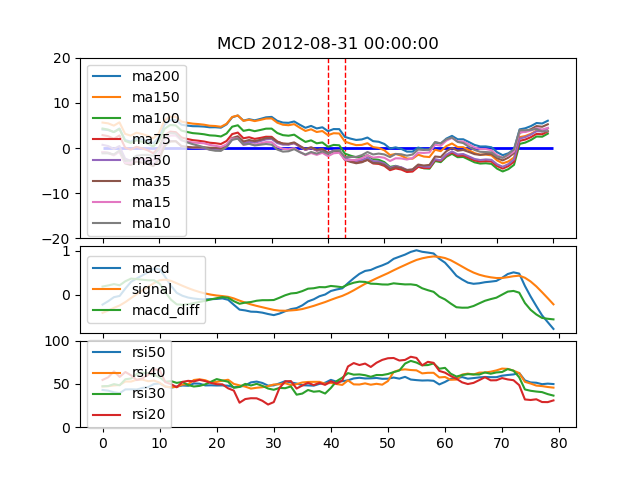 MCD 2012-08-31 00:00:00
20
10
0
−10
−20
ma200
ma150
ma100
ma75
ma50
ma35
ma15
ma10
1
0
macd
signal
macd_diff
100
50
0
rsi50
rsi40
rsi30
rsi20
0 10 20 30 40 50 60 70 80